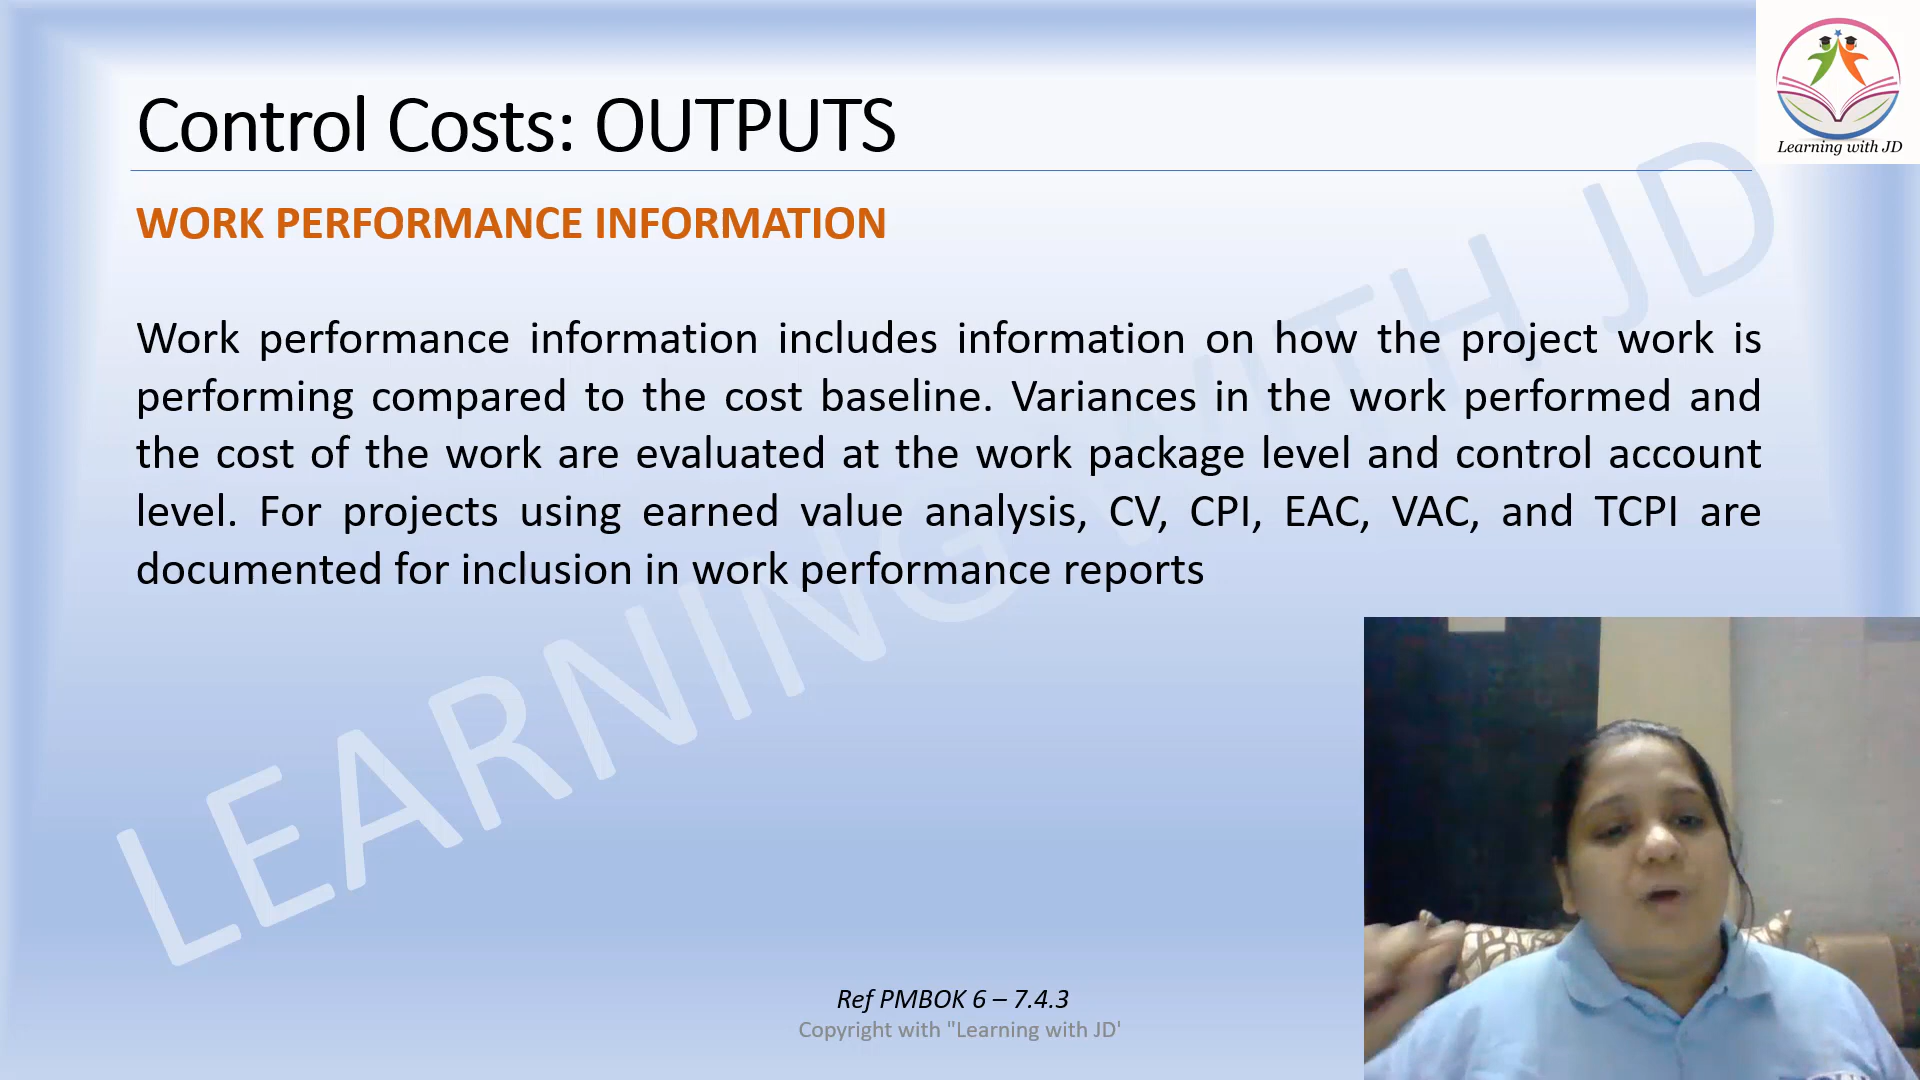 Control Costs: OUTPUTS
Learning with JD
WORK PERFORMANCE INFORMATION
Work performance information includes information on how the project work is
performing compared to the cost baseline. Variances in the work performed and
the cost of the work are evaluated at the work package level and control account
level. For projects using earned value analysis, CV, CPI, EAC, VAC, and TCPI are
documented for inclusion in work performance reports
LEARNING WITH JD
Ref PMBOK 6 – 7.4.3
Copyright with "Learning with JD'